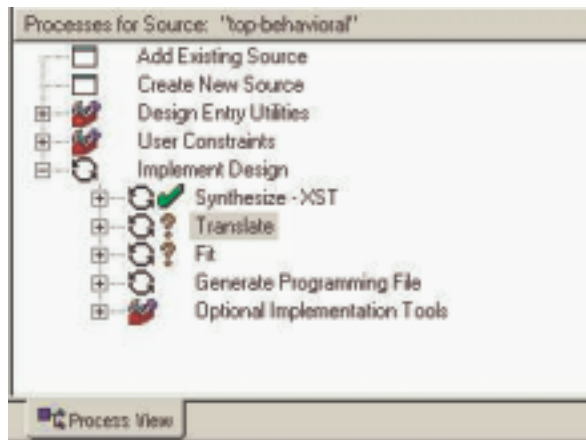 Processes for Source: "top-behavioral"
Add Existing Source
Create New Source
Design Entry Utilities
User Constraints
Implement Design
Synthesize - XST
Translate
Fit
Generate Programming File
Optional Implementation Tools
Process View